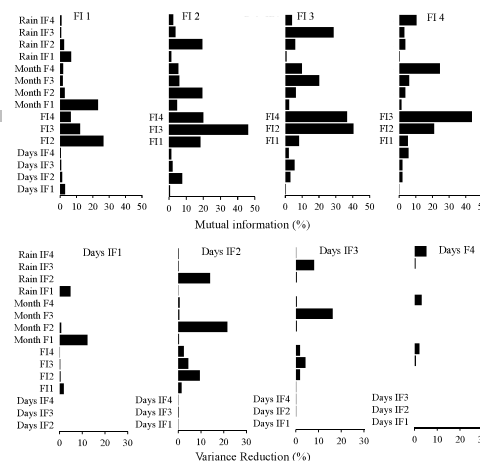 FI 1 FI 2 FI 3 FI 4
Rain IF4
Rain IF3
Rain IF2
Rain IF1
Month F4
Month F3
Month F2
Month F1
FI4 FI4 FI4 FI3
FI3 FI3 FI2 FI2
FI2 FI1 FI1 FI1
Days IF4
Days IF3
Days IF2
Days IF1
0 10 20 30 40 50 0 10 20 30 40 50 0 10 20 30 40 50 0 10 20 30 40
Mutual information (%)
Days IF1 Days IF2 Days IF3 Days F4
Rain IF4
Rain IF3
Rain IF2
Rain IF1
Month F4
Month F3
Month F2
Month F1
FI4
FI3
FI2
FI1
Days IF4 Days IF4 Days IF4 Days IF3
Days IF3 Days IF3 Days IF2 Days IF2
Days IF2 Days IF1 Days IF1 Days IF1
0 10 20 30 0 10 20 30 0 10 20 30 0 10 20 30
Variance Reduction (%)